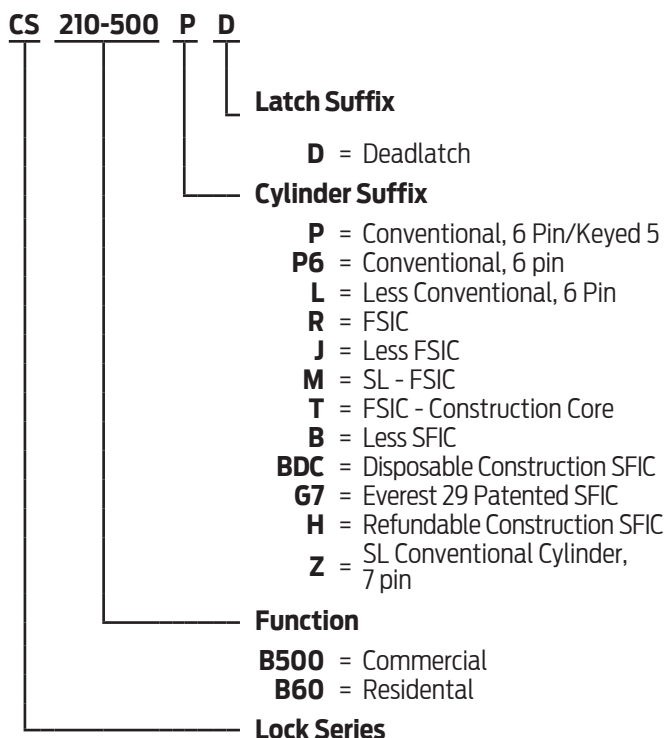 CS 210-500 P D
Latch Suffix
D = Deadlatch
Cylinder Suffix
P = Conventional, 6 Pin/Keyed 5
P6 = Conventional, 6 pin
L = Less Conventional, 6 Pin
R = FSIC
J = Less FSIC
M = SL - FSIC
T = FSIC - Construction Core
B = Less SFIC
BDC = Disposable Construction SFIC
G7 = Everest 29 Patented SFIC
H = Refundable Construction SFIC
Z = SL Conventional Cylinder,
7 pin
Function
B500 = Commercial
B60 = Residental
Lock Series